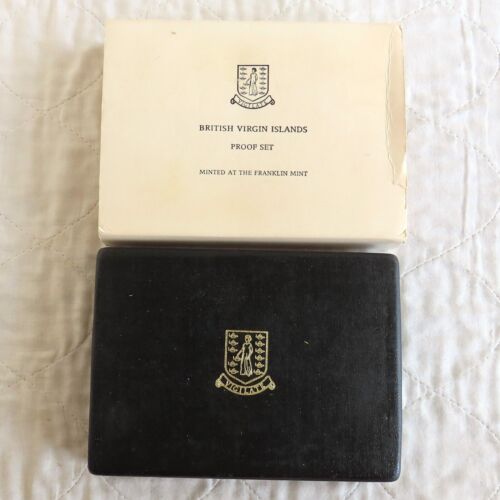 VIGILATE
BRITISH VIRGIN ISLANDS
PROOF SET
MINTED AT THE FRANKLIN MINT
VIGILATE